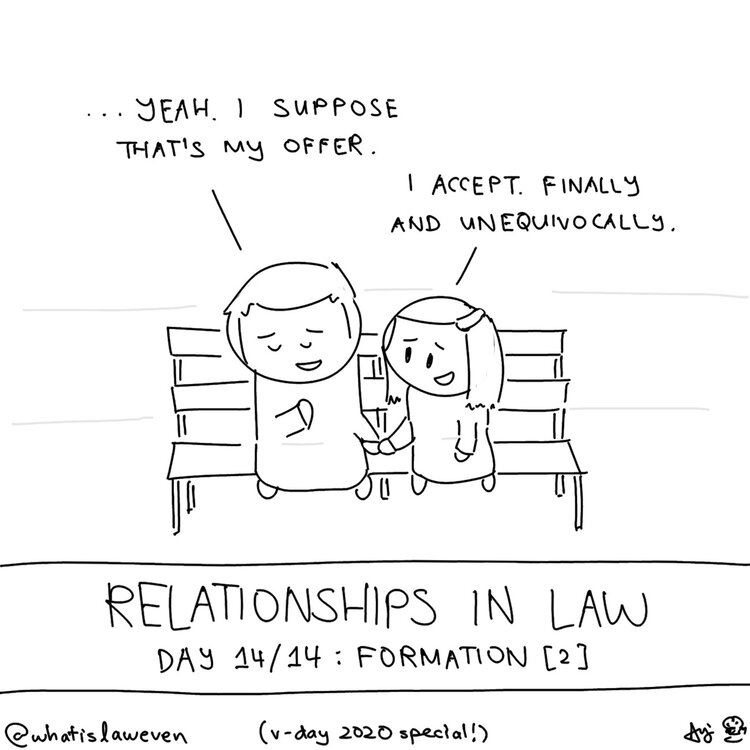 ... YEAH. I SUPPOSE
THAT'S MY OFFER.
I ACCEPT. FINALLY
AND UNEQUIVOCALLY.
RELATIONSHIPS IN LAW
DAY 14/14 : FORMATION [2]
@whatislaweven (v-day 2020 special!)